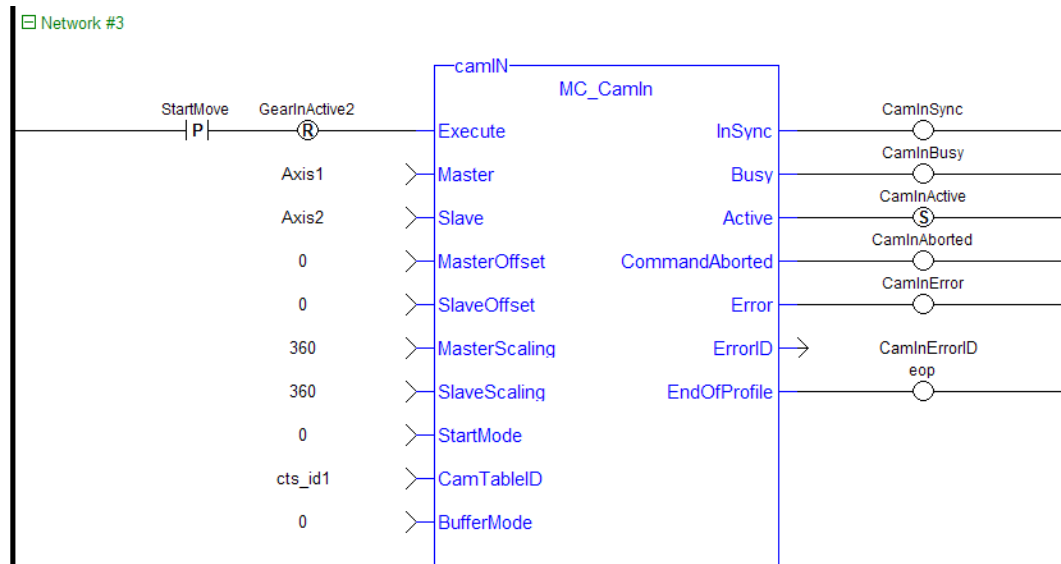 Network #3
camIN
MC_CamIn
StartMove GearInActive2 CamInSync
P R Execute InSync
CamInBusy
Axis1 Master Busy
CamInActive
Axis2 Slave Active S
CamInAborted
0 MasterOffset CommandAborted
CamInError
0 SlaveOffset Error
360 MasterScaling ErrorID CamInErrorID
eop
360 SlaveScaling EndOfProfile
0 StartMode
cts_id1 CamTableID
0 BufferMode